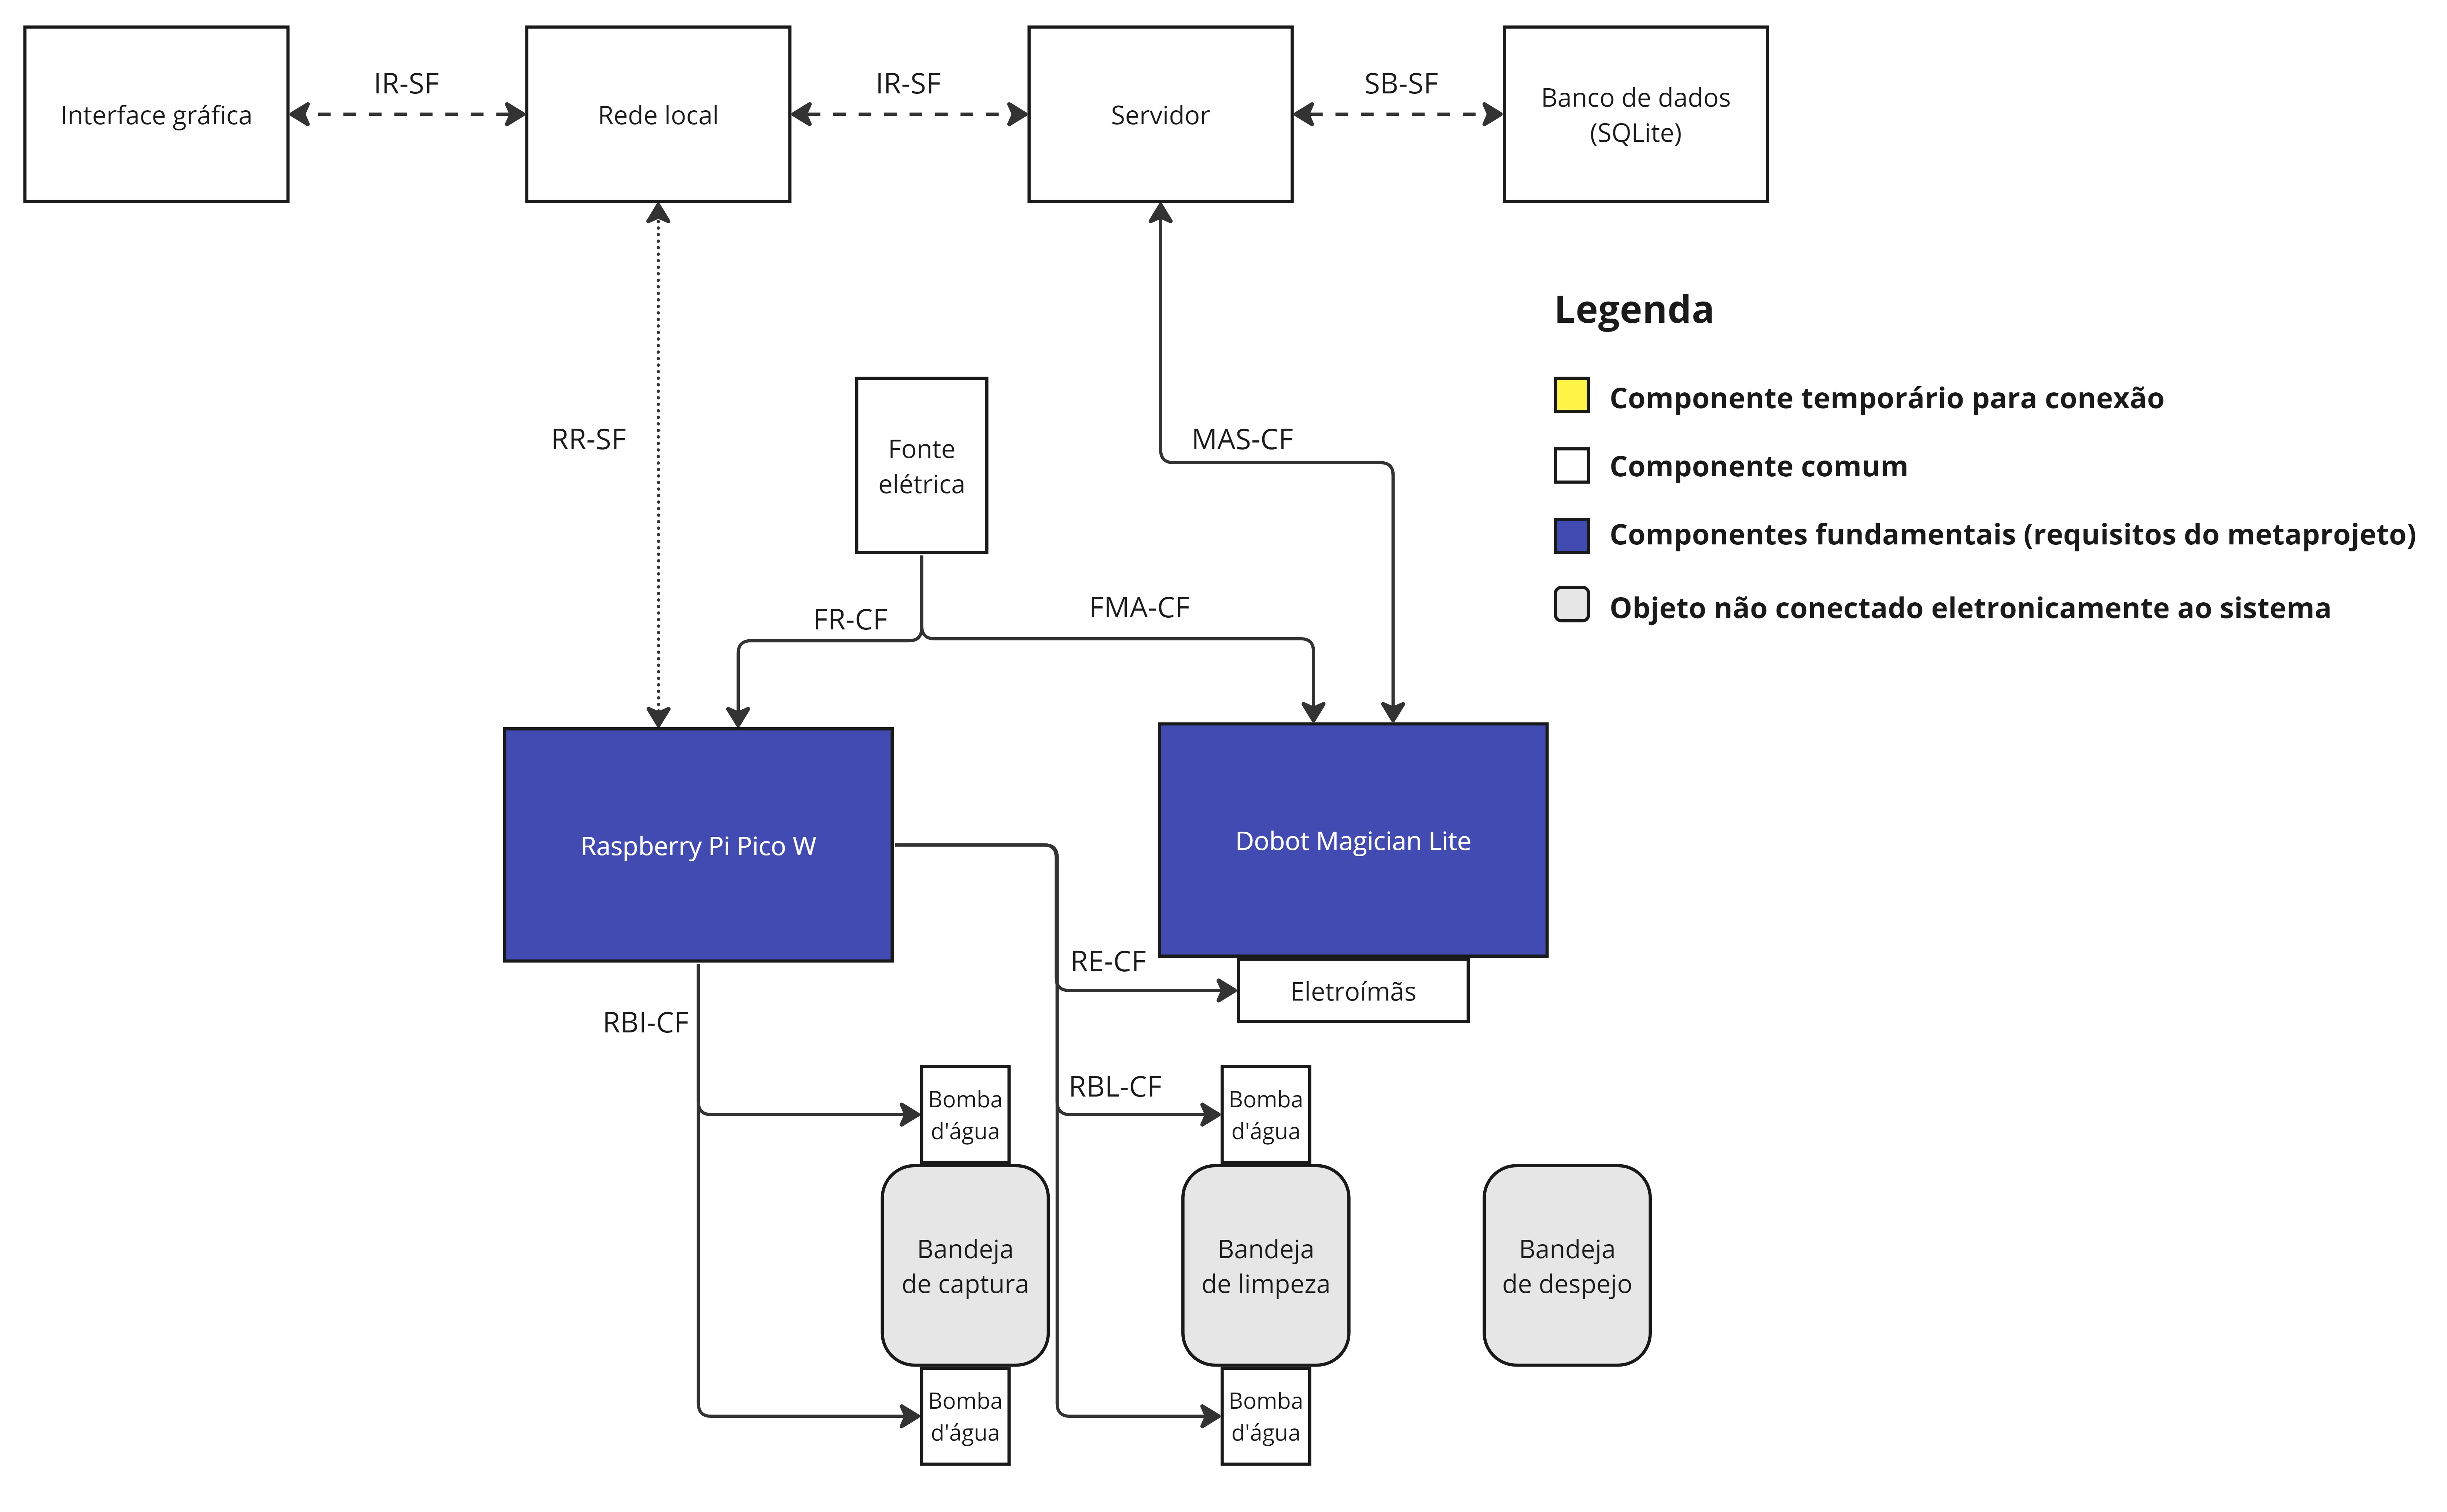 IR-SF
IR-SF
SB-SF
Interface gráfica
Rede local
Servidor
Banco de dados
(SQLite)
Legenda
Componente temporário para conexão
Componente comum
Componentes fundamentais (requisitos do metaprojeto)
Objeto não conectado eletronicamente ao sistema
RR-SF
MAS-CF
Fonte
elétrica
FR-CF
FMA-CF
Raspberry Pi Pico W
Dobot Magician Lite
RE-CF
Eletroímãs
RBI-CF
RBL-CF
Bomba
d'água
Bomba
d'água
Bandeja
de captura
Bandeja
de limpeza
Bandeja
de despejo
Bomba
d'água
Bomba
d'água